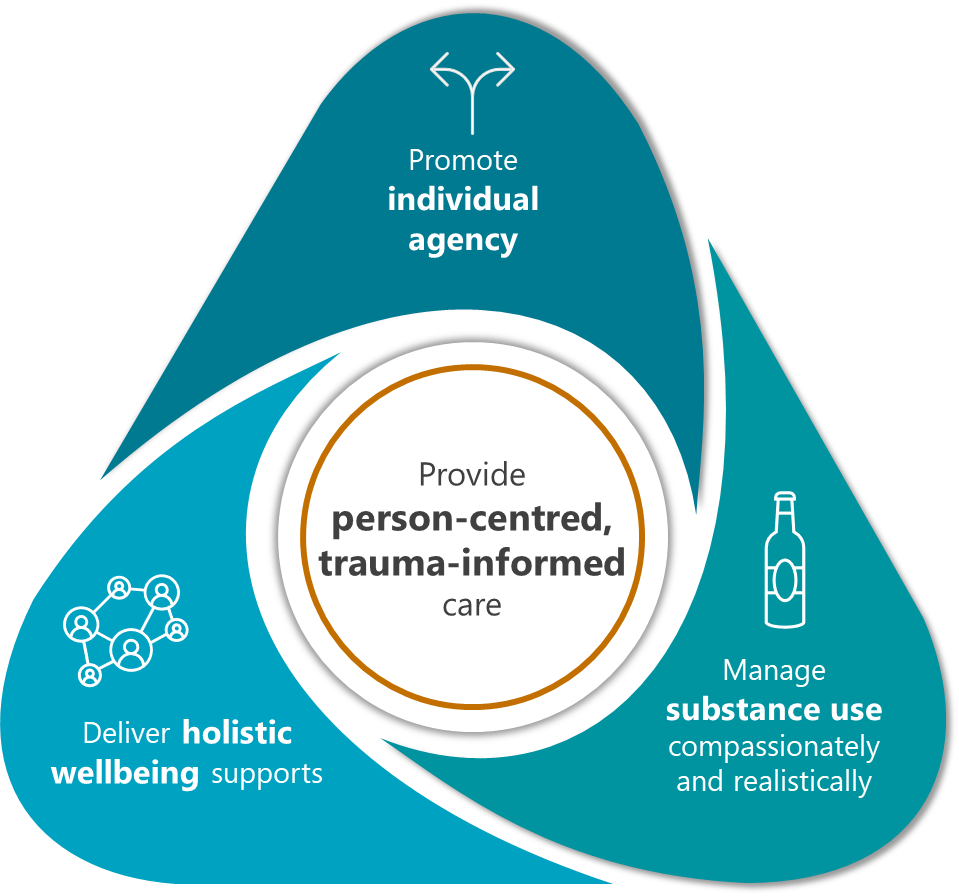 Promote
individual
agency
Provide
person-centred,
trauma-informed
care
Manage
substance use
compassionately
and realistically
Deliver holistic
wellbeing supports